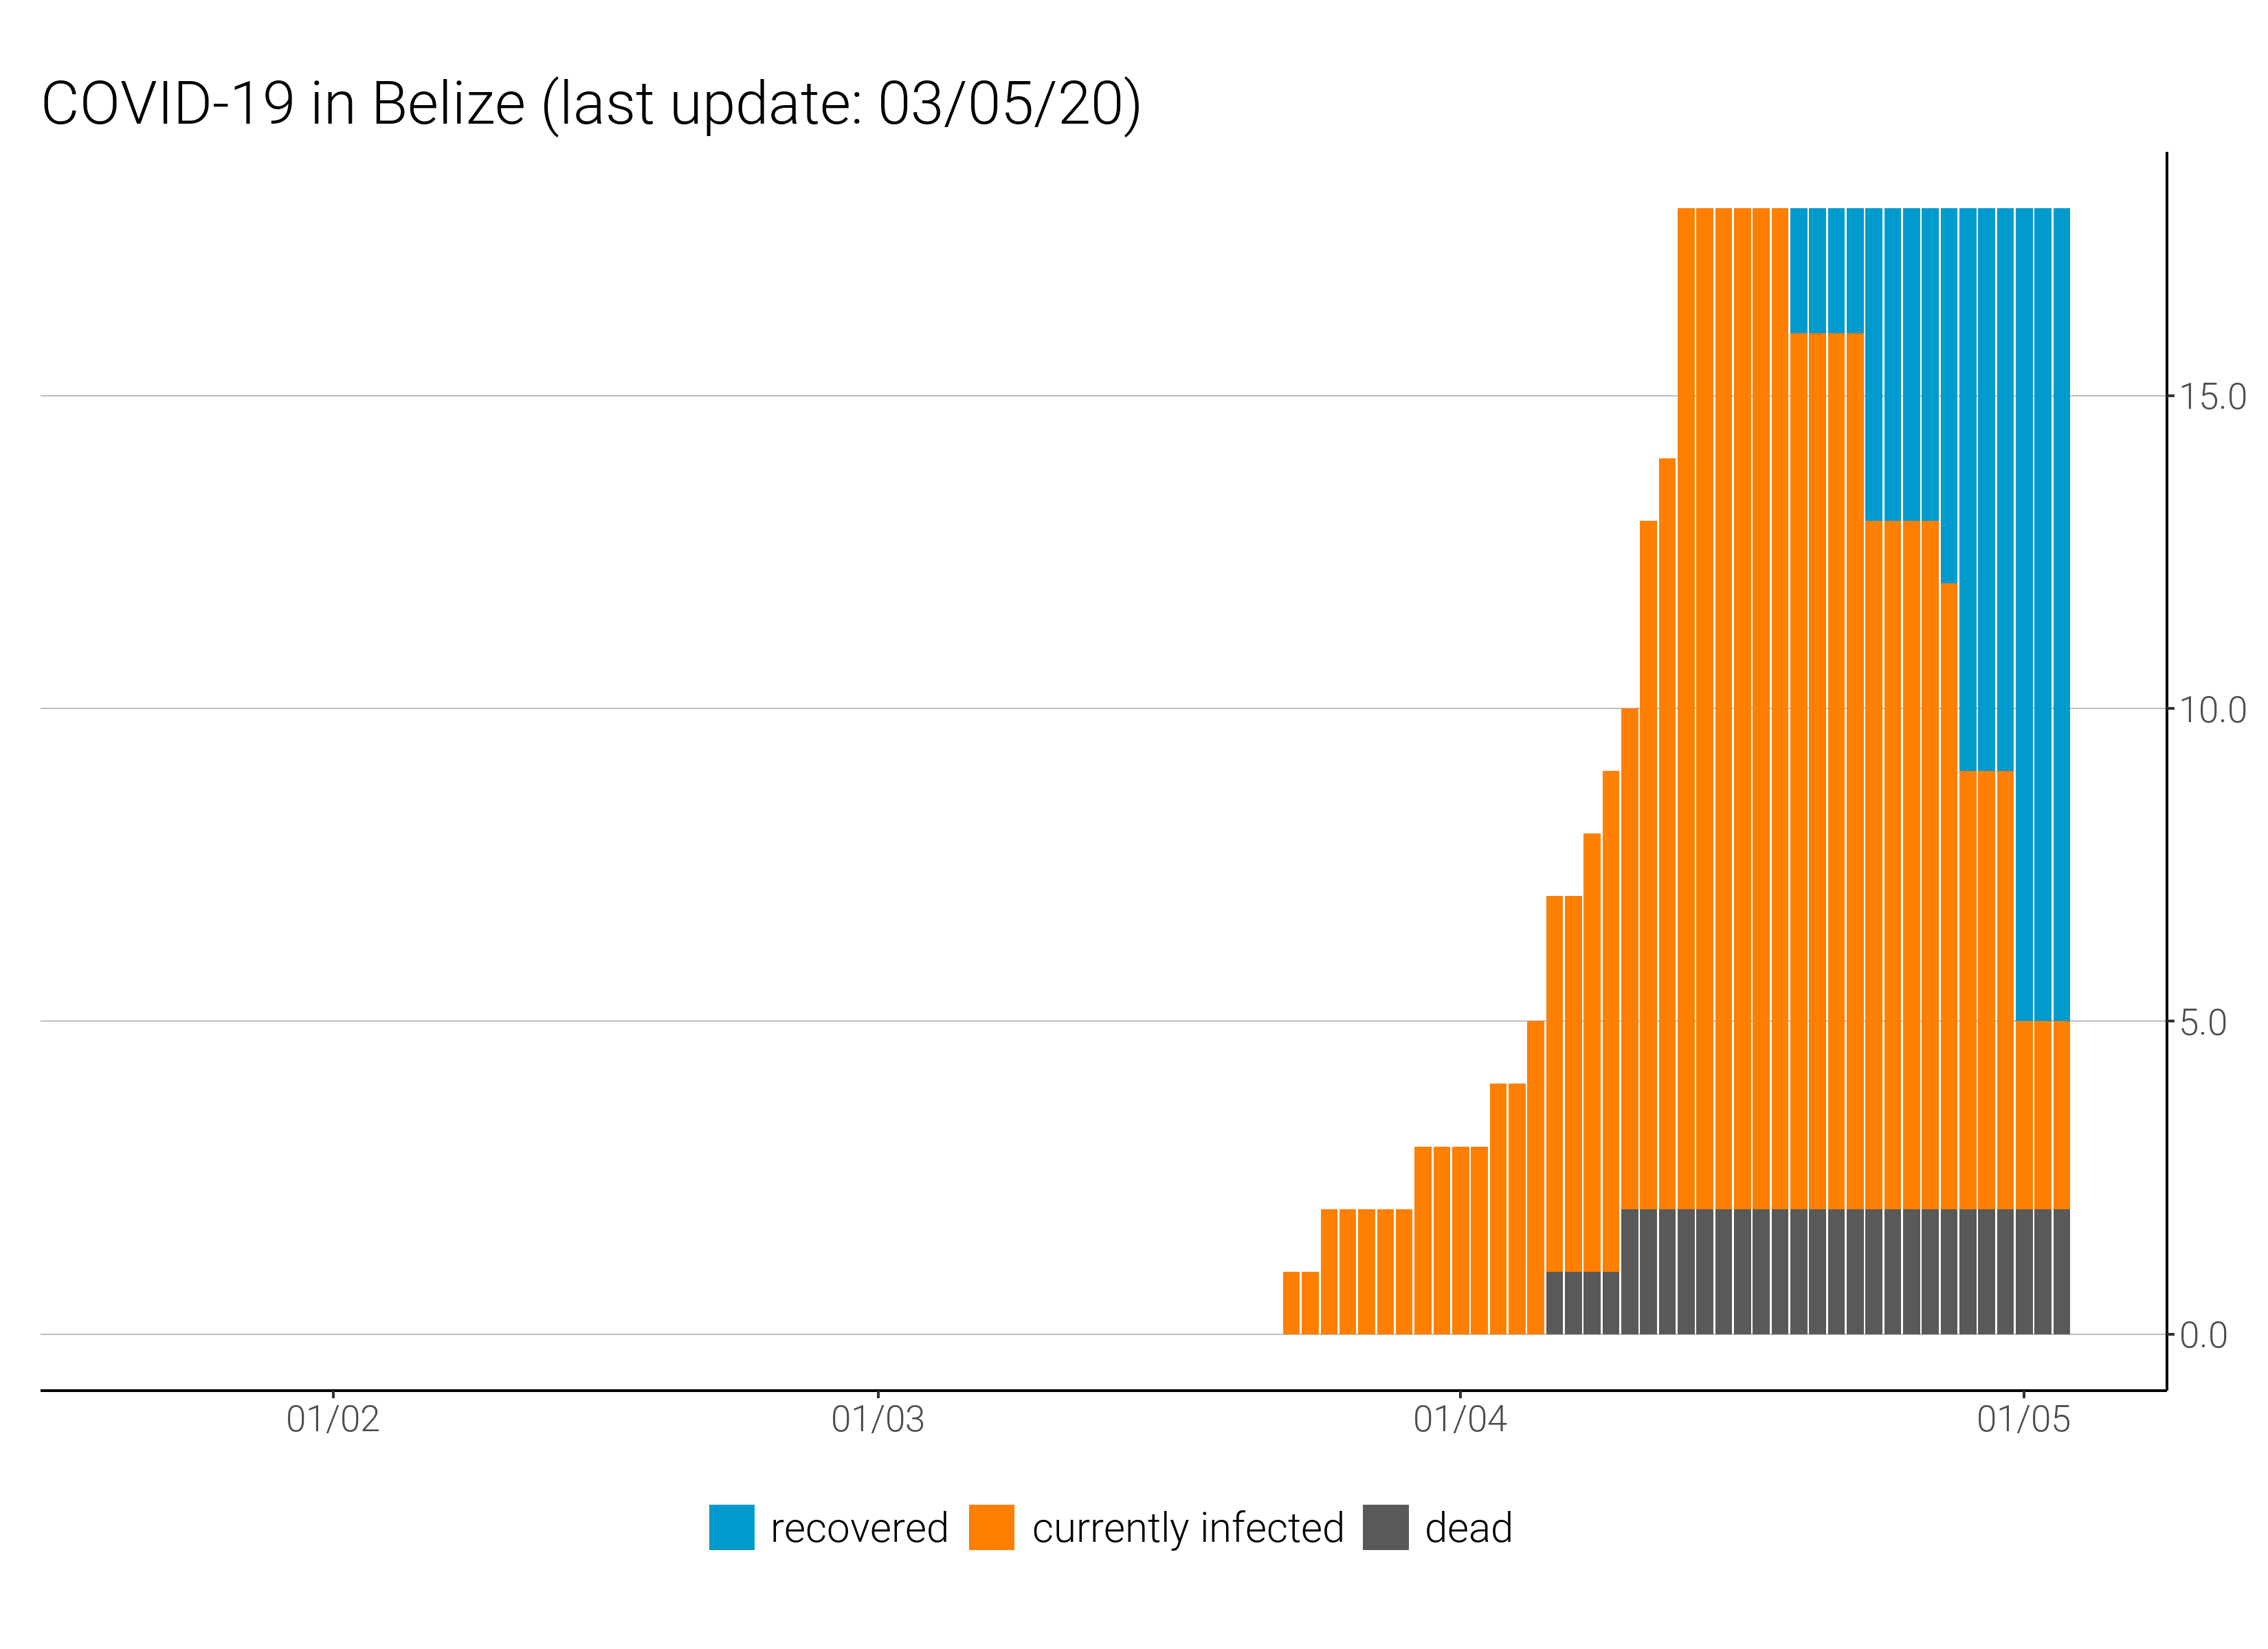 COVID-19 in Belize (last update: 03/05/20)
15.0
10.0
5.0
0.0
01/02 01/03 01/04 01/05
recovered currently infected dead